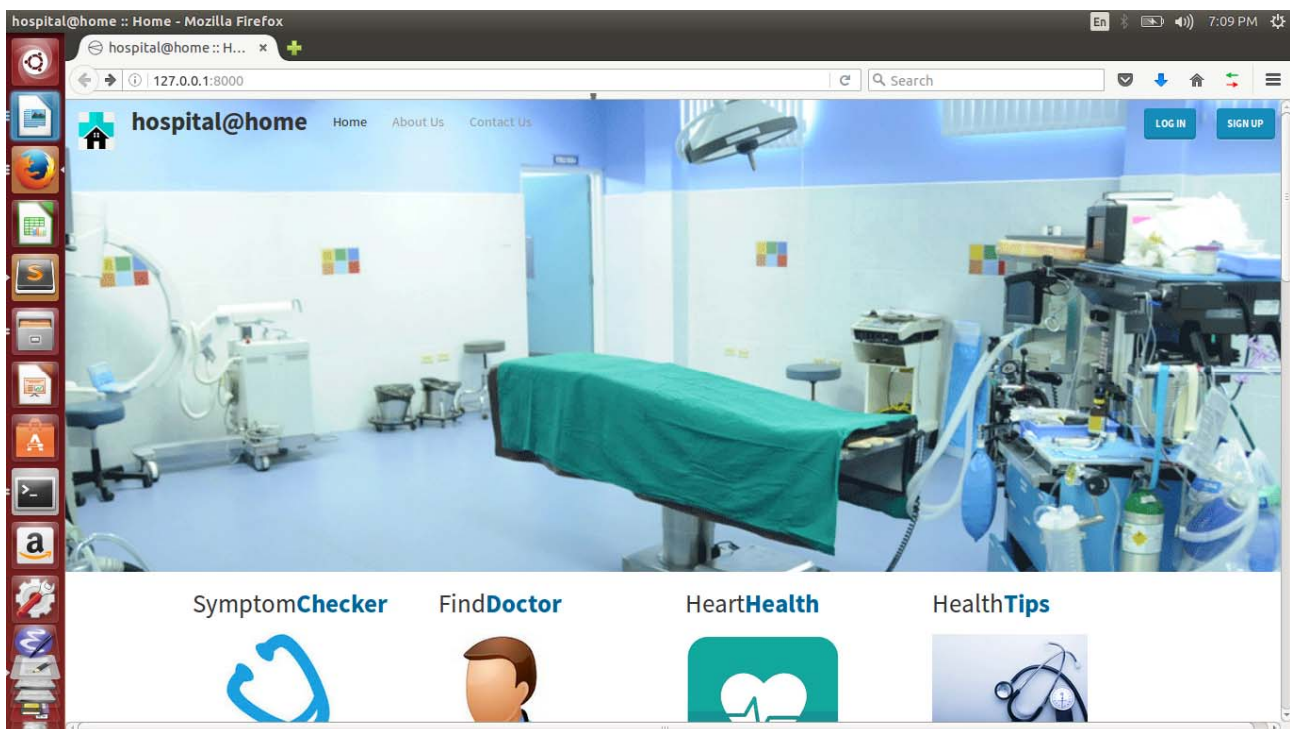 hospital@home :: Home - Mozilla Firefox
En
7:09 PM
hospital@home :: H...
127.0.0.1:8000
Search
hospital@home
Home
About Us
Contact Us
LOG IN
SIGN UP
SymptomChecker
FindDoctor
HeartHealth
HealthTips